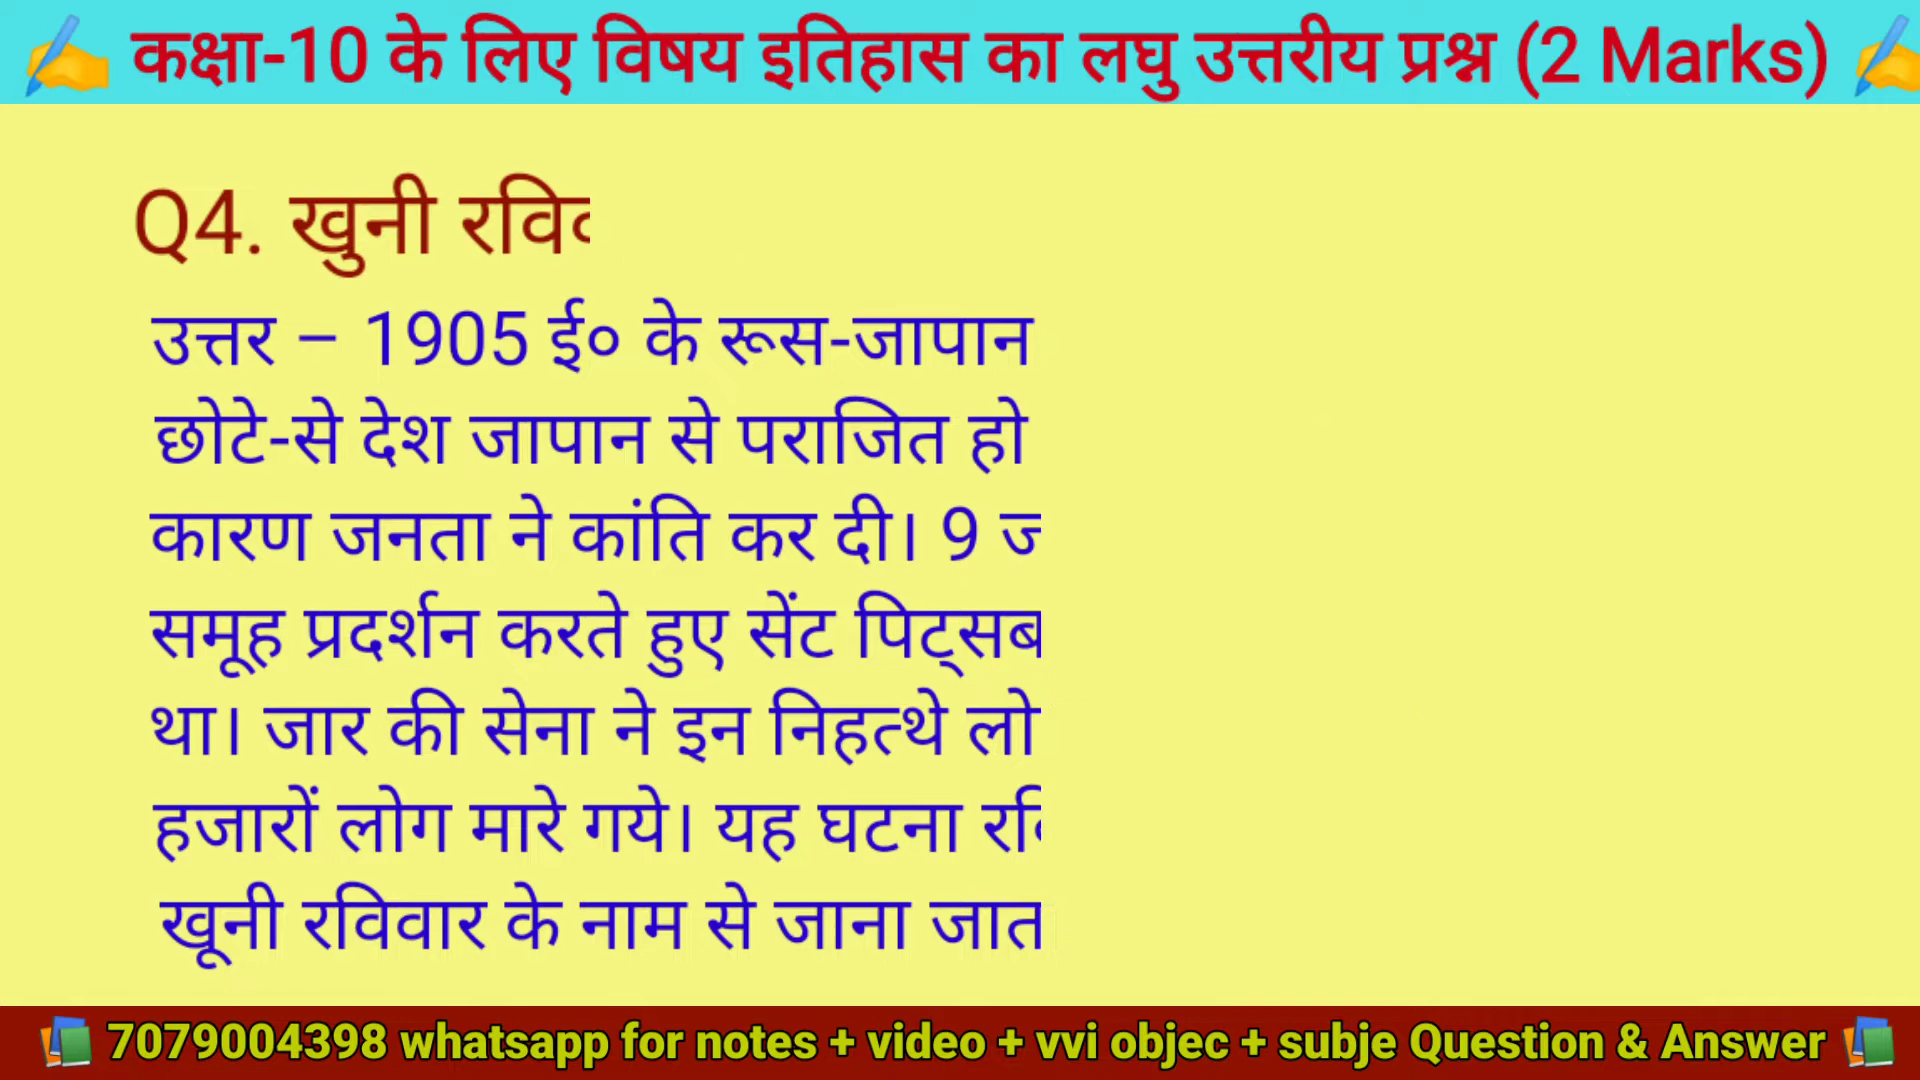 कक्षा-10 के लिए विषय इतिहास का लघु उत्तरीय प्रश्न (2 Marks)
Q4. खुनी
उत्तर – 1905 ई० के रूस-जापान
छोटे-से देश जापान से पराजित हो
कारण जनता ने कांति कर दी। 9
समूह प्रदर्शन करते हुए सेंट
था। जार की सेना ने इन निहत्थे
हजारों लोग मारे गये। यह घटना
खूनी रविवार के नाम से जाना
7079004398 whatsapp for notes + video + vvi objec + subje Question & Answer